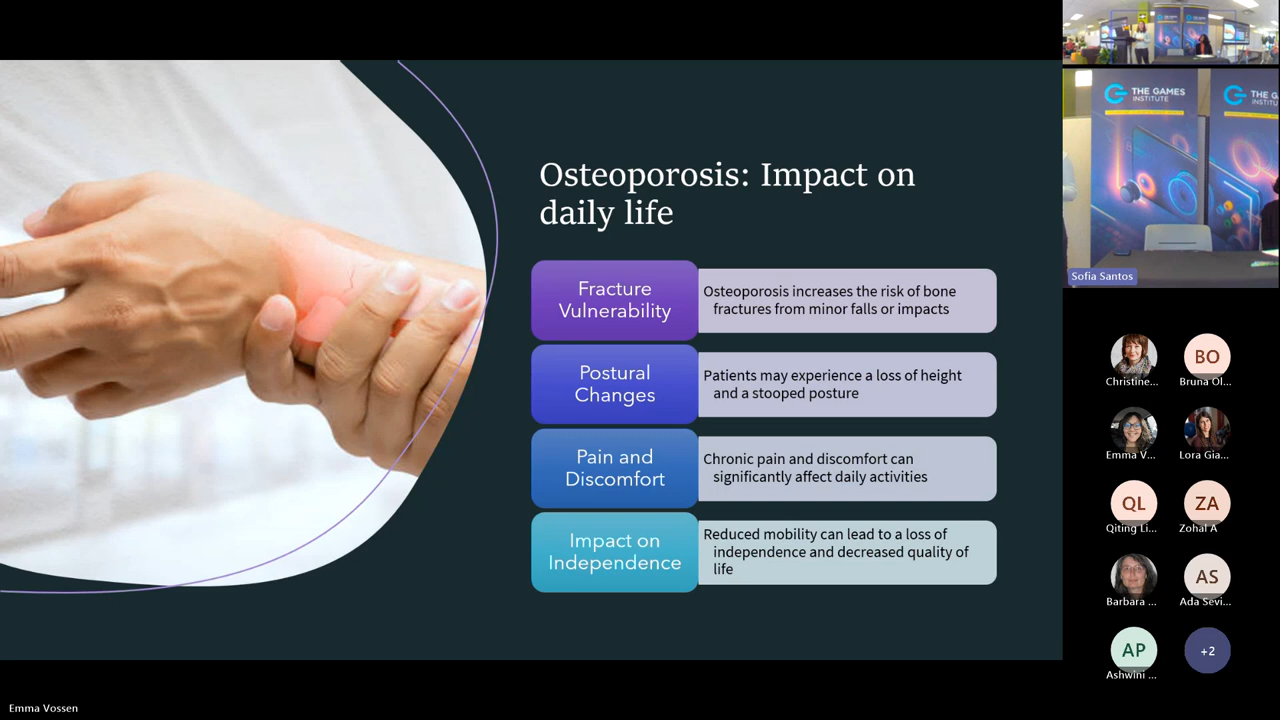 Osteoporosis: Impact on
daily life
Fracture
Vulnerability
Osteoporosis increases the risk of bone
fractures from minor falls or impacts
Postural
Changes
Patients may experience a loss of height
and a stooped posture
Pain and
Discomfort
Chronic pain and discomfort can
significantly affect daily activities
Impact on
Independence
Reduced mobility can lead to a loss of
independence and decreased quality of
life
THE GAMES
INSTITUTE
THE G
INSTITU
Sofia Santos
Christine...
BO
Bruna Ol...
Emma V...
Lora Gia...
QL
Qiting Li...
ZA
Zohal A
Barbara ...
AS
Ada Sevi...
AP
Ashwini ...
+2
Emma Vossen